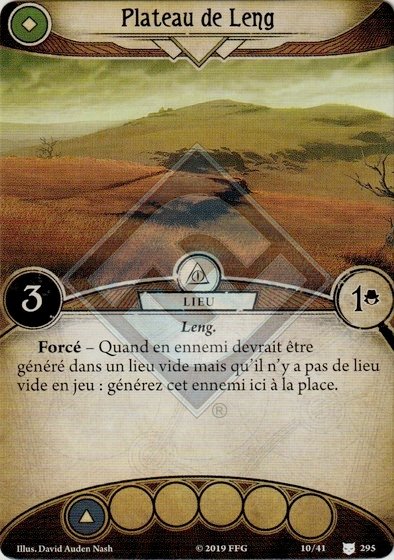 Plateau de Leng
3
LIEU
1
Leng.
Forcé – Quand en ennemi devrait être
généré dans un lieu vide mais qu'il n'y a pas de lieu
vide en jeu : générez cet ennemi ici à la place.
®
Illus. David Auden Nash © 2019 FFG 10/41 295